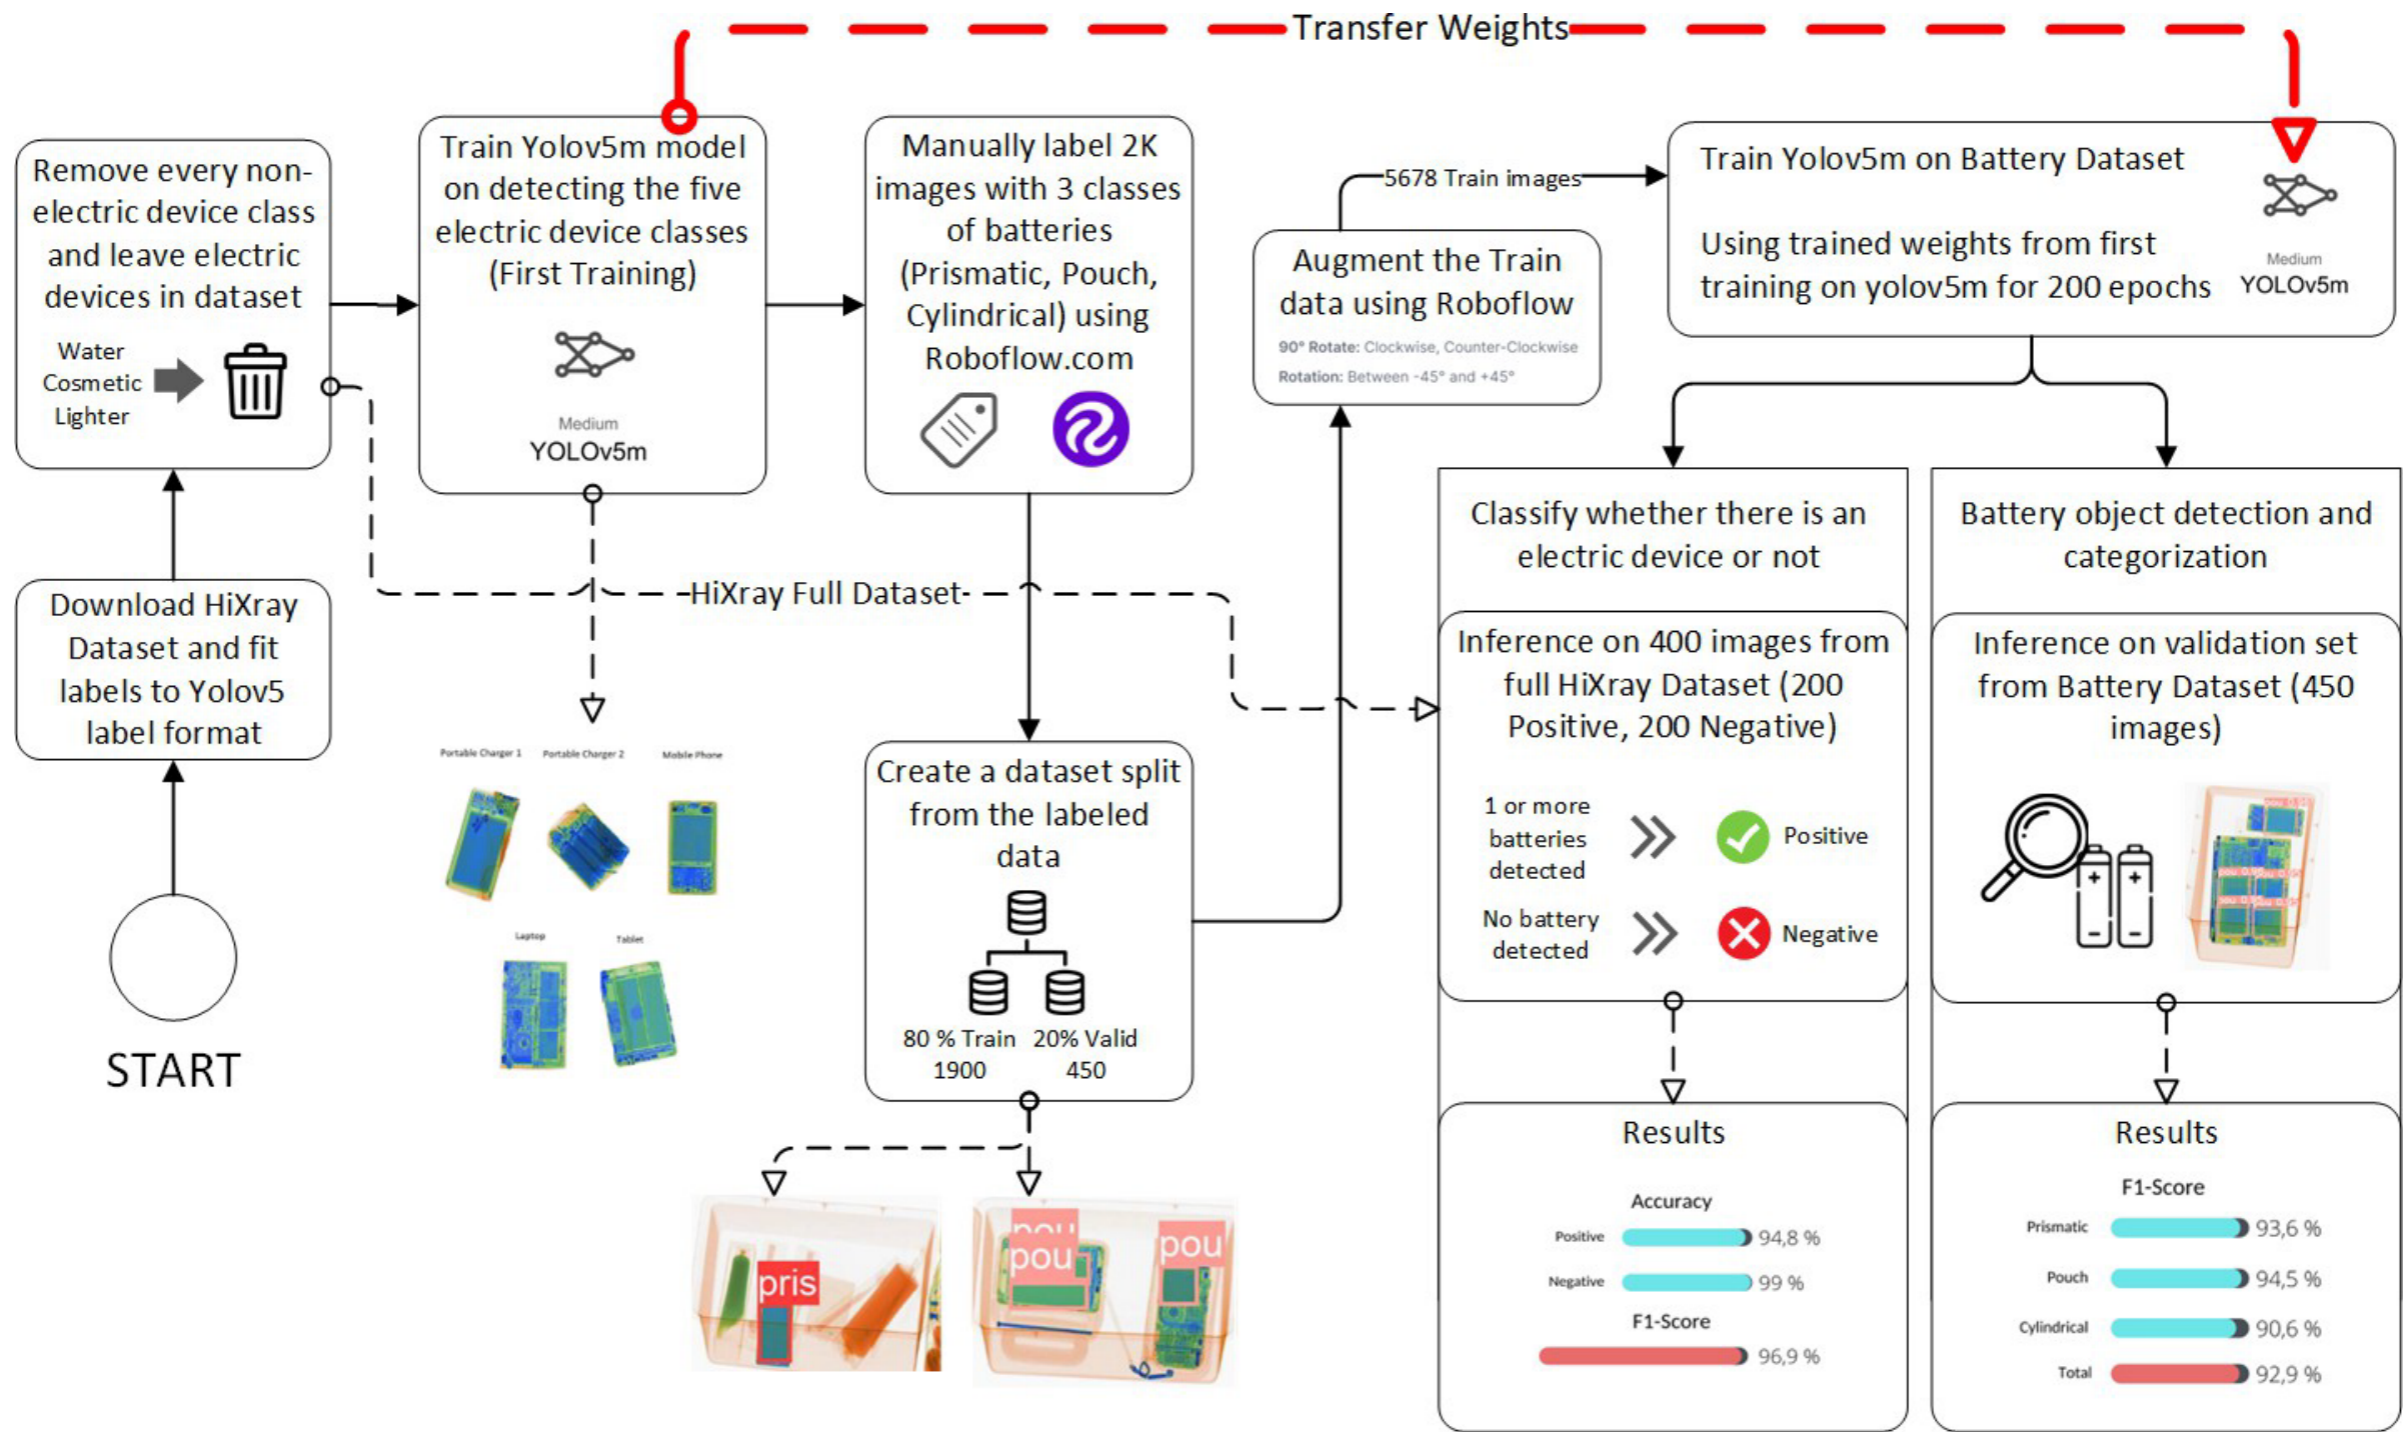 Transfer Weights
Remove every non-
electric device class
and leave electric
devices in dataset
Water
Cosmetic
Lighter
Train Yolov5m model
on detecting the five
electric device classes
(First Training)
Medium
YOLOv5m
Manually label 2K
images with 3 classes
of batteries
(Prismatic, Pouch,
Cylindrical) using
Roboflow.com
5678 Train images
Augment the Train
data using Roboflow
90° Rotate: Clockwise, Counter-Clockwise
Rotation: Between -45° and +45°
Train Yolov5m on Battery Dataset
Using trained weights from first
training on yolov5m for 200 epochs
Medium
YOLOv5m
Download HiXray
Dataset and fit
labels to Yolov5
label format
START
HiXray Full Dataset
Portable Charger 1
Portable Charger 2
Mobile Phone
Laptop
Tablet
Create a dataset split
from the labeled
data
80 % Train
1900
20% Valid
450
pris
pou
pou
pou
Classify whether there is an
electric device or not
Inference on 400 images from
full HiXray Dataset (200
Positive, 200 Negative)
1 or more
batteries
detected
Positive
No battery
detected
Negative
Results
Accuracy
Positive 94,8 %
Negative 99 %
F1-Score
96,9 %
Battery object detection and
categorization
Inference on validation set
from Battery Dataset (450
images)
Results
F1-Score
Prismatic 93,6 %
Pouch 94,5 %
Cylindrical 90,6 %
Total 92,9 %